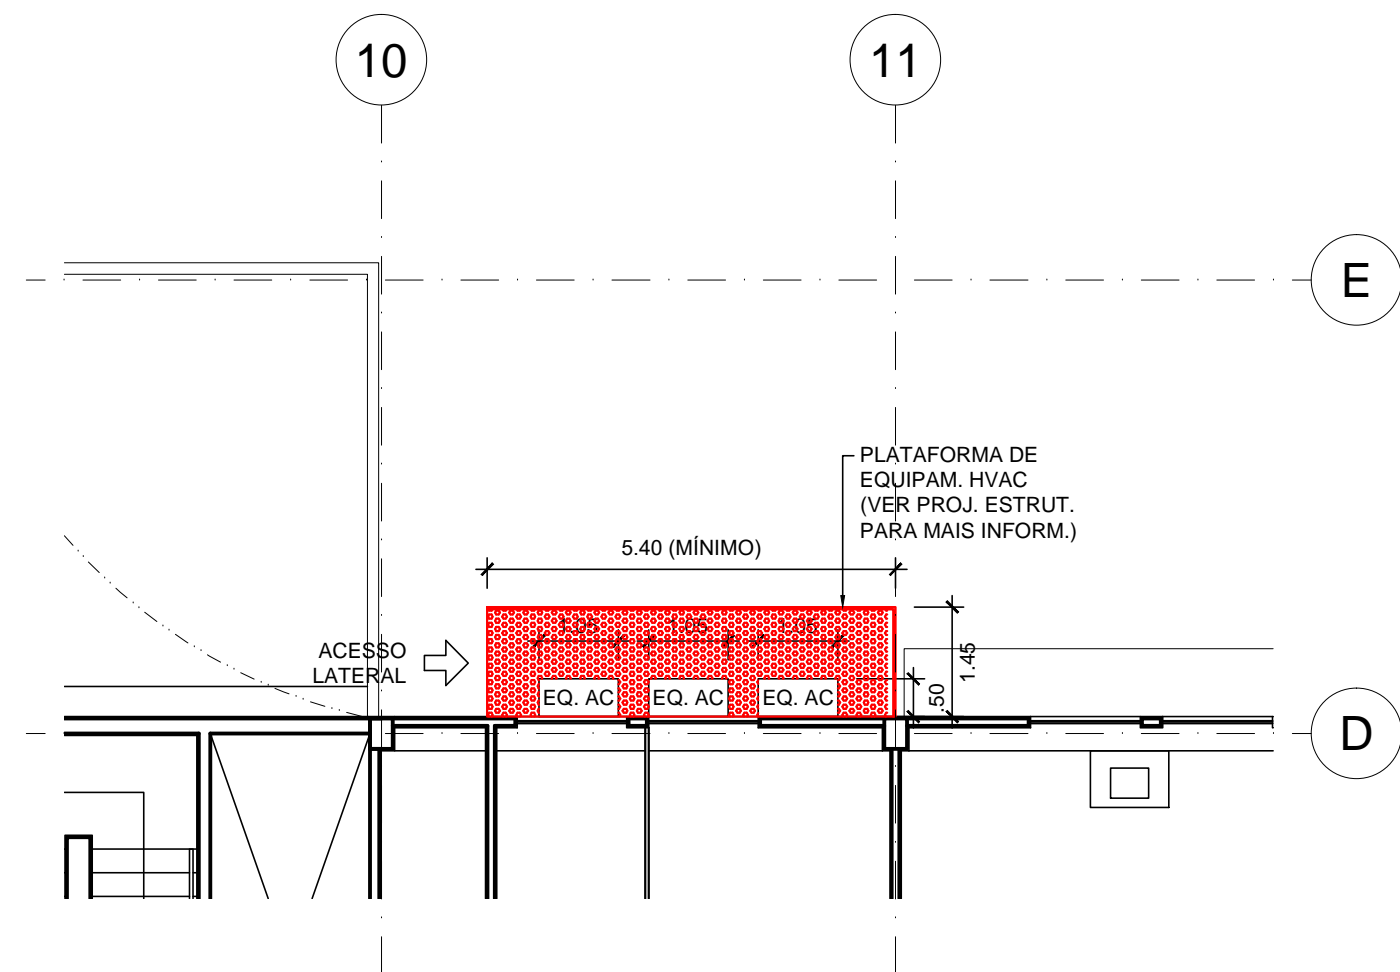 10
11
E
PLATAFORMA DE
EQUIPAM. HVAC
(VER PROJ. ESTRUT.
PARA MAIS INFORM.)
5.40 (MÍNIMO)
1.05
1.05
1.05
ACESSO
LATERAL
1.45
.50
EQ. AC
EQ. AC
EQ. AC
D